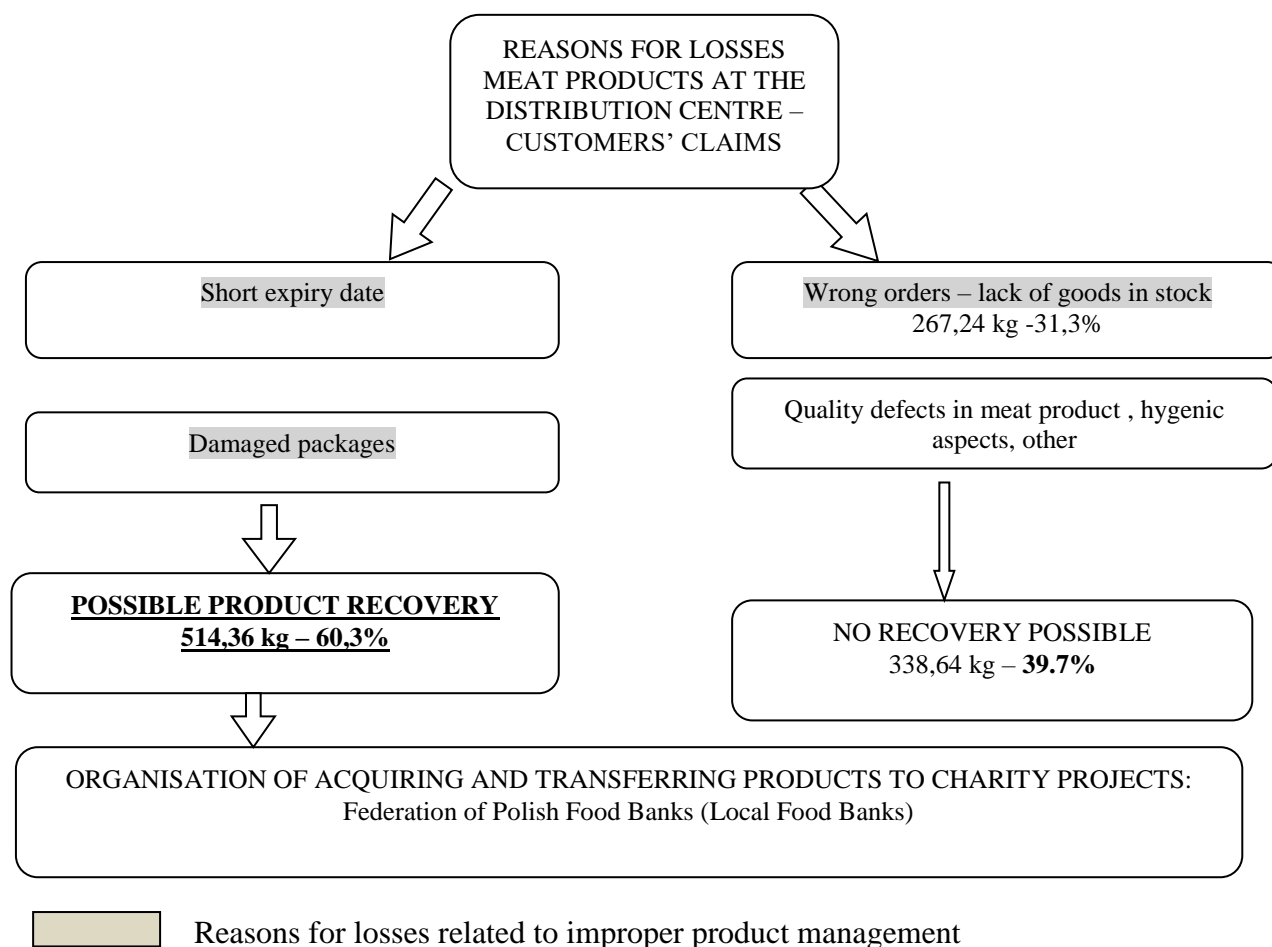 REASONS FOR LOSSES
MEAT PRODUCTS AT THE
DISTRIBUTION CENTRE –
CUSTOMERS’ CLAIMS
Short expiry date
Wrong orders – lack of goods in stock
267,24 kg -31,3%
Damaged packages
Quality defects in meat product , hygenic
aspects, other
POSSIBLE PRODUCT RECOVERY
514,36 kg – 60,3%
NO RECOVERY POSSIBLE
338,64 kg – 39.7%
ORGANISATION OF ACQUIRING AND TRANSFERRING PRODUCTS TO CHARITY PROJECTS:
Federation of Polish Food Banks (Local Food Banks)
Reasons for losses related to improper product management